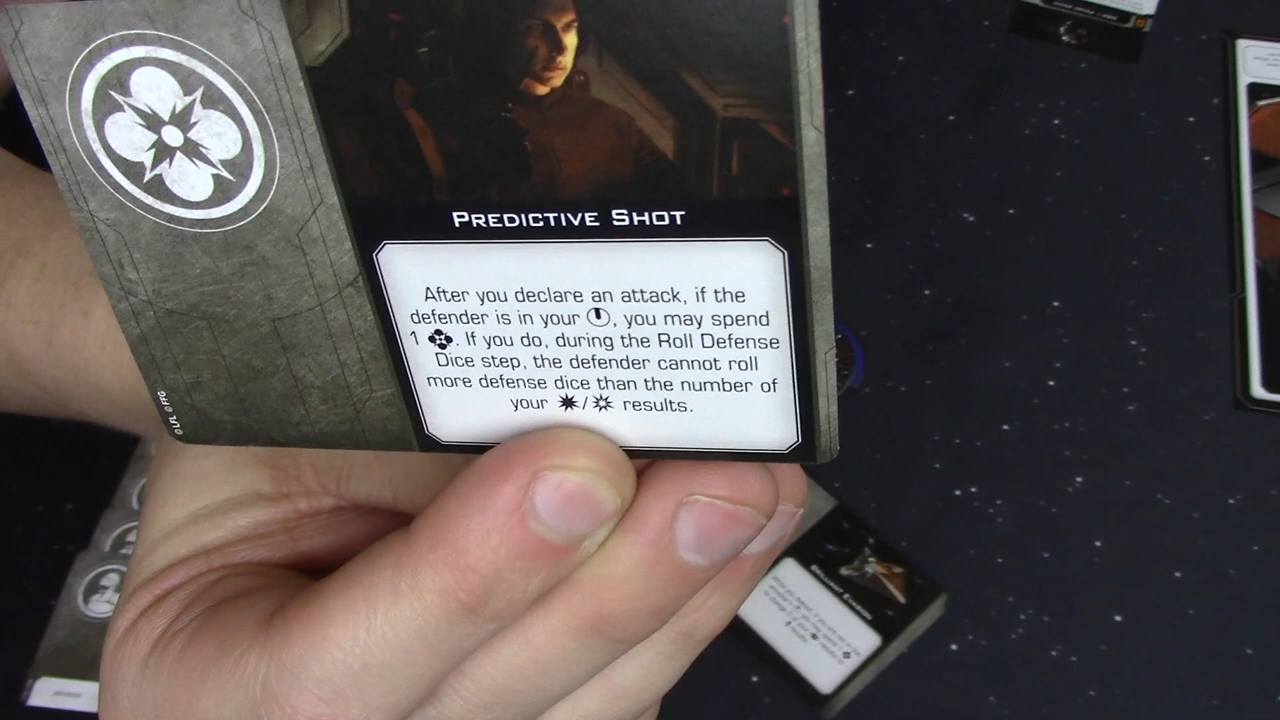 PREDICTIVE SHOT
After you declare an attack, if the
defender is in your , you may spend
1 . If you do, during the Roll Defense
Dice step, the defender cannot roll
more defense dice than the number of
your / results.
© LFL © FFG